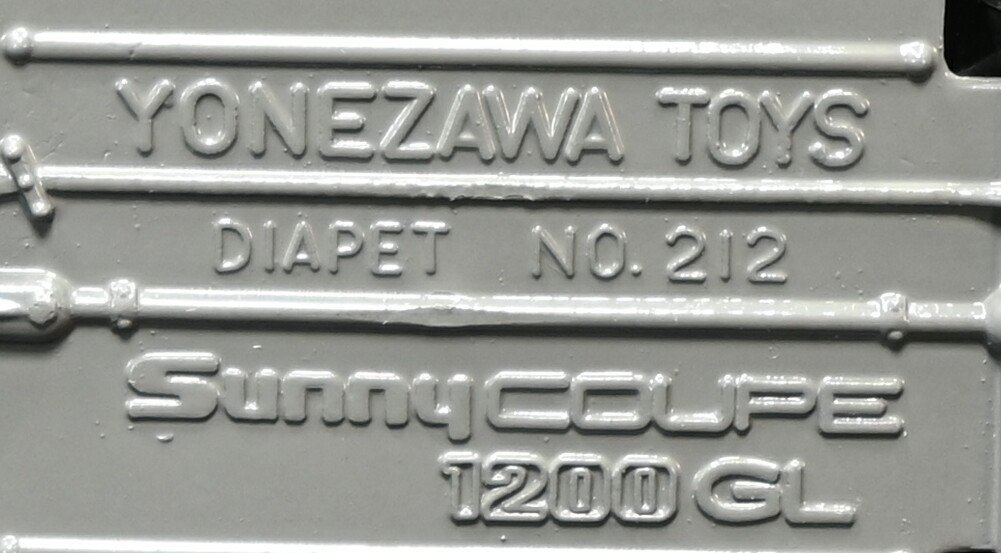 YONEZAWA TOYS
DIAPET NO. 212
Sunny COUPE
1200 GL